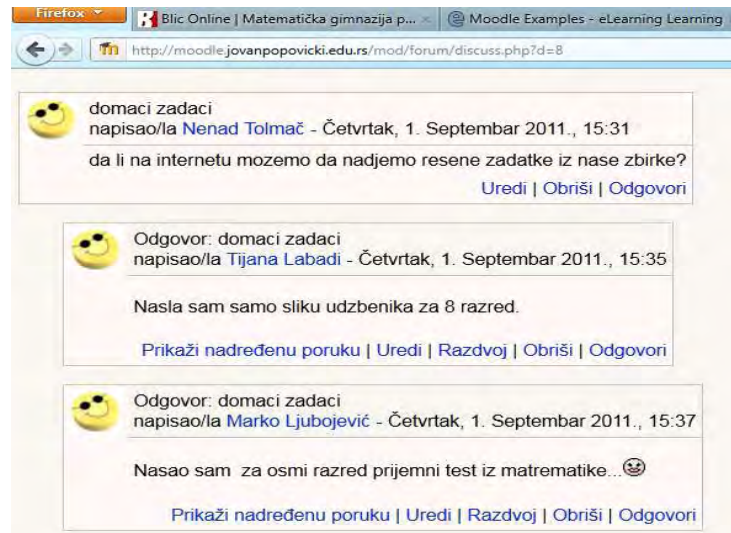 Firefox
Blic Online | Matematička gimnazija p...
Moodle Examples - eLearning Learning
http://moodle.jovanpopovicki.edu.rs/mod/forum/discuss.php?d=8
domaci zadaci
napisao/la Nenad Tolmač - Četvrtak, 1. Septembar 2011., 15:31
da li na internetu mozemo da nadjemo resene zadatke iz nase zbirke?
Uredi | Obriši | Odgovori
Odgovor: domaci zadaci
napisao/la Tijana Labadi - Četvrtak, 1. Septembar 2011., 15:35
Nasla sam samo sliku udzbenika za 8 razred.
Prikaži nadređenu poruku | Uredi | Razdvoj | Obriši | Odgovori
Odgovor: domaci zadaci
napisao/la Marko Ljubojević - Četvrtak, 1. Septembar 2011., 15:37
Nasao sam za osmi razred prijemni test iz matrematike...
Prikaži nadređenu poruku | Uredi | Razdvoj | Obriši | Odgovori